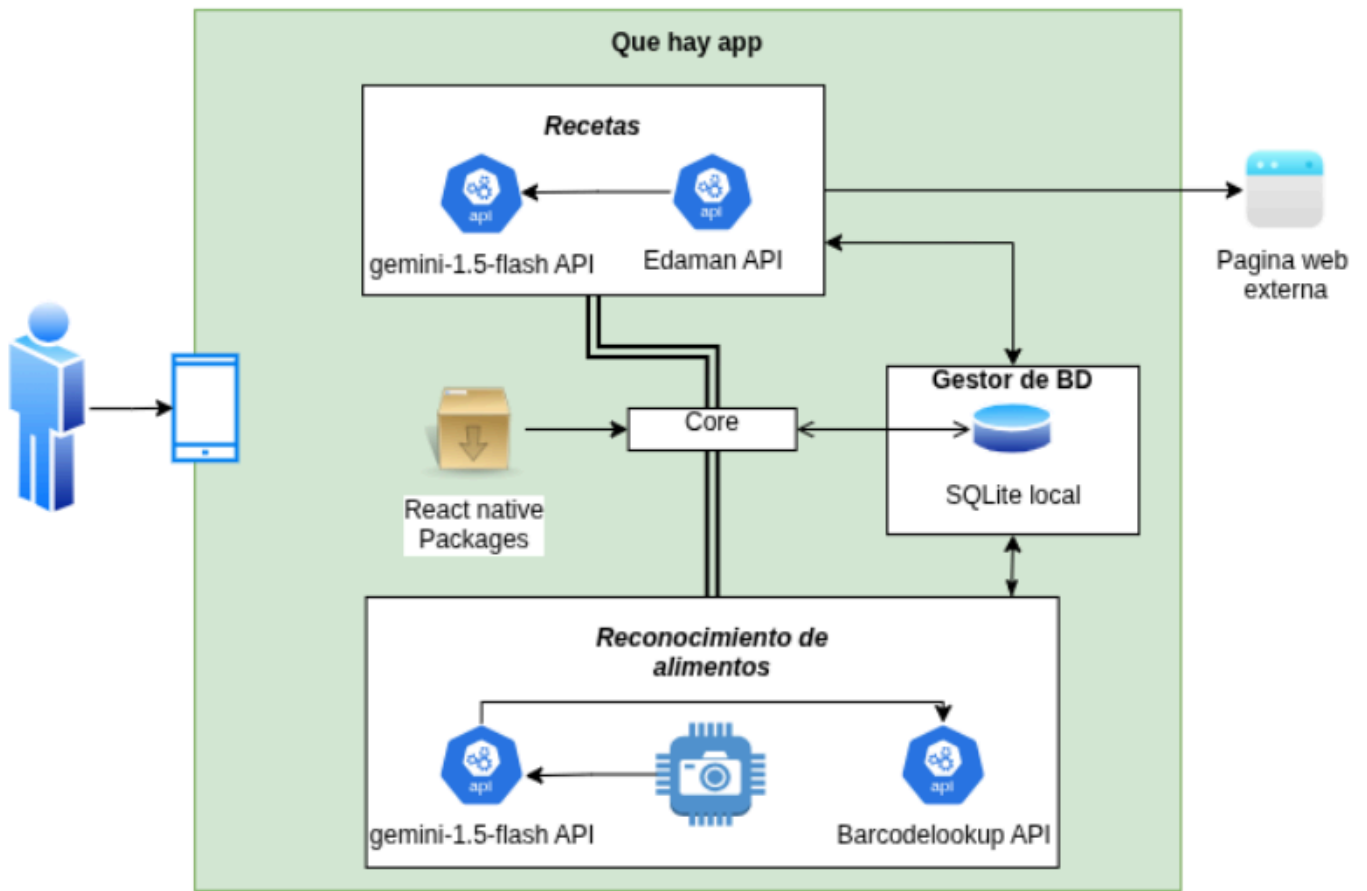 Que hay app
Recetas
api
api
gemini-1.5-flash API
Edaman API
Pagina web
externa
Gestor de BD
Core
SQLite local
React native
Packages
Reconocimiento de
alimentos
api
api
gemini-1.5-flash API
Barcodelookup API